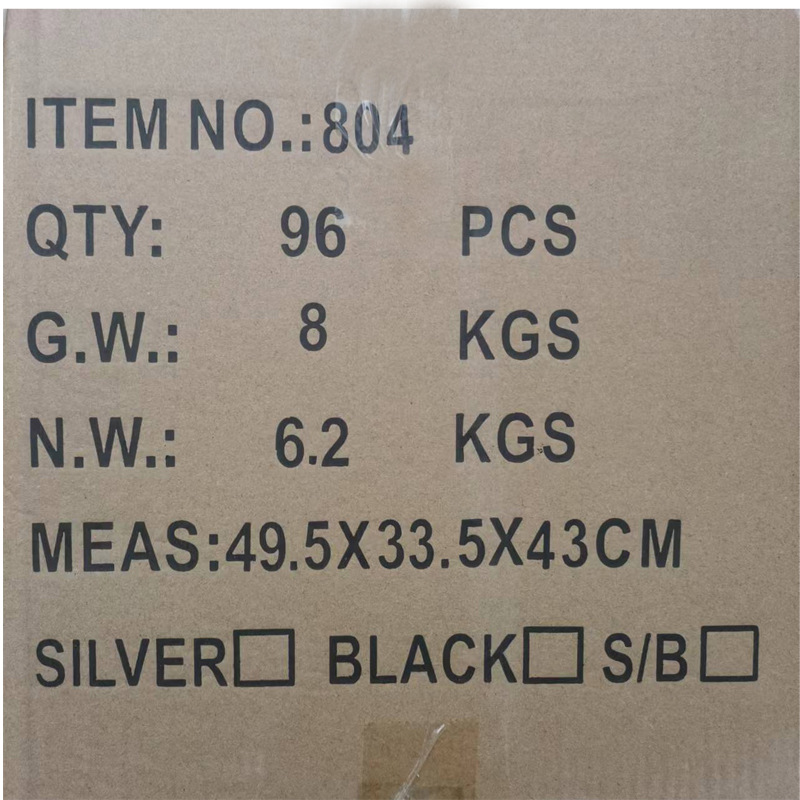 ITEM NO.:804
QTY: 96 PCS
G.W.: 8 KGS
N.W.: 6.2 KGS
MEAS:49.5X33.5X43CM
SILVER□ BLACK□ S/B□